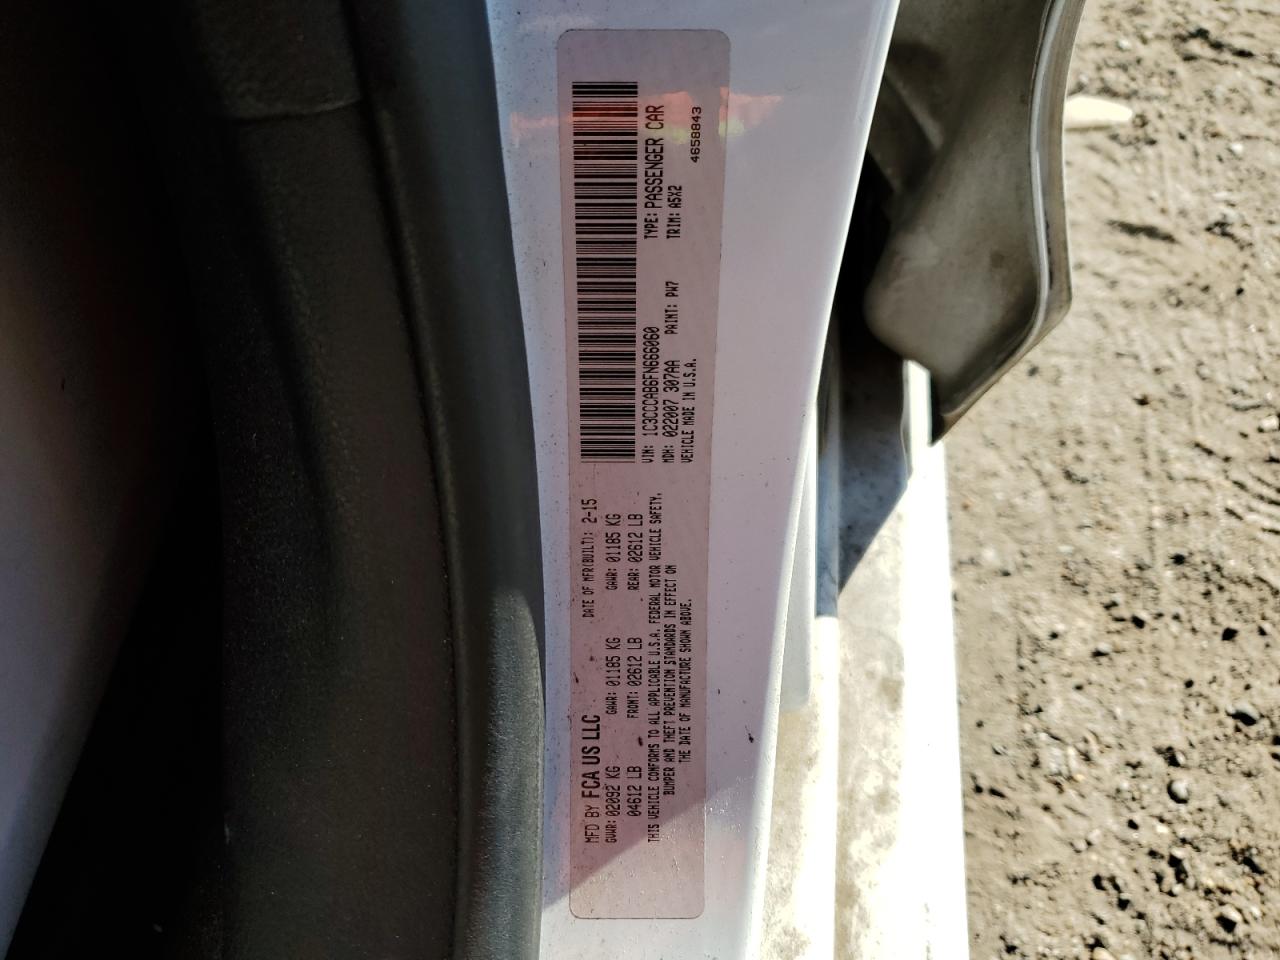 MFD BY FCA US LLC DATE OF MFR(BUILT): 2-15
GVWR: 02092 KG GAWR: 01185 KG GAWR: 01185 KG
04612 LB FRONT: 02612 LB REAR: 02612 LB
THIS VEHICLE CONFORMS TO ALL APPLICABLE U.S.A. FEDERAL MOTOR VEHICLE SAFETY,
BUMPER AND THEFT PREVENTION STANDARDS IN EFFECT ON
THE DATE OF MANUFACTURE SHOWN ABOVE.
VIN: 1C3CCCAB6FN666060 TYPE: PASSENGER CAR
MDH: 022007 307AA PAINT: PW7 TRIM: A5X2
VEHICLE MADE IN U.S.A. 4658843